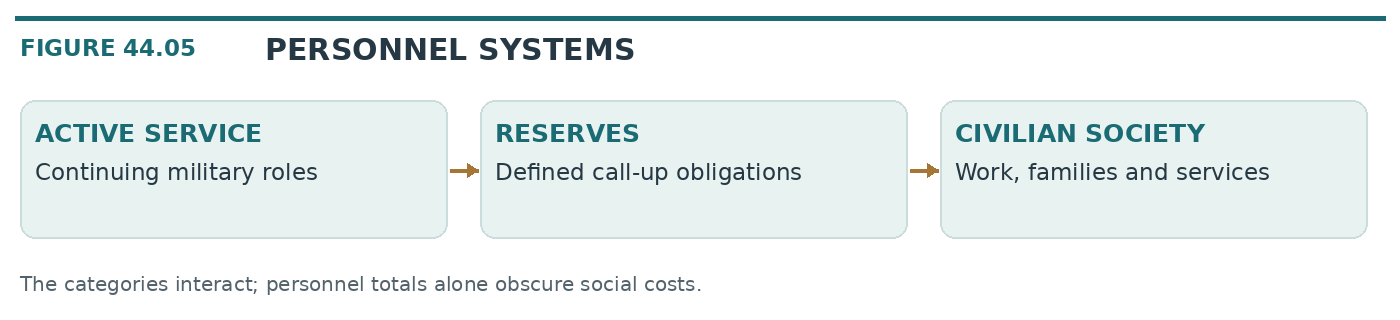 FIGURE 44.05 PERSONNEL SYSTEMS
ACTIVE SERVICE
Continuing military roles
RESERVES
Defined call-up obligations
CIVILIAN SOCIETY
Work, families and services
The categories interact; personnel totals alone obscure social costs.